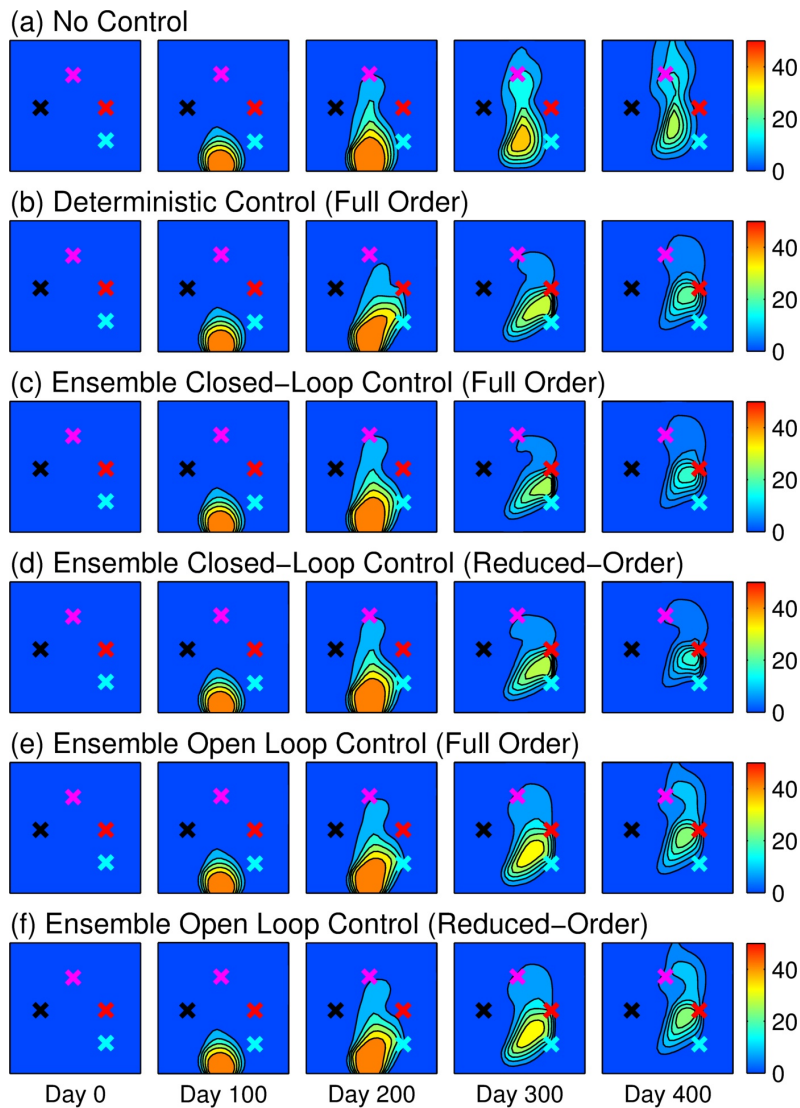 (a) No Control
40
20
0
(b) Deterministic Control (Full Order)
40
20
0
(c) Ensemble Closed−Loop Control (Full Order)
40
20
0
(d) Ensemble Closed−Loop Control (Reduced−Order)
40
20
0
(e) Ensemble Open Loop Control (Full Order)
40
20
0
(f) Ensemble Open Loop Control (Reduced−Order)
40
20
0
Day 0 Day 100 Day 200 Day 300 Day 400